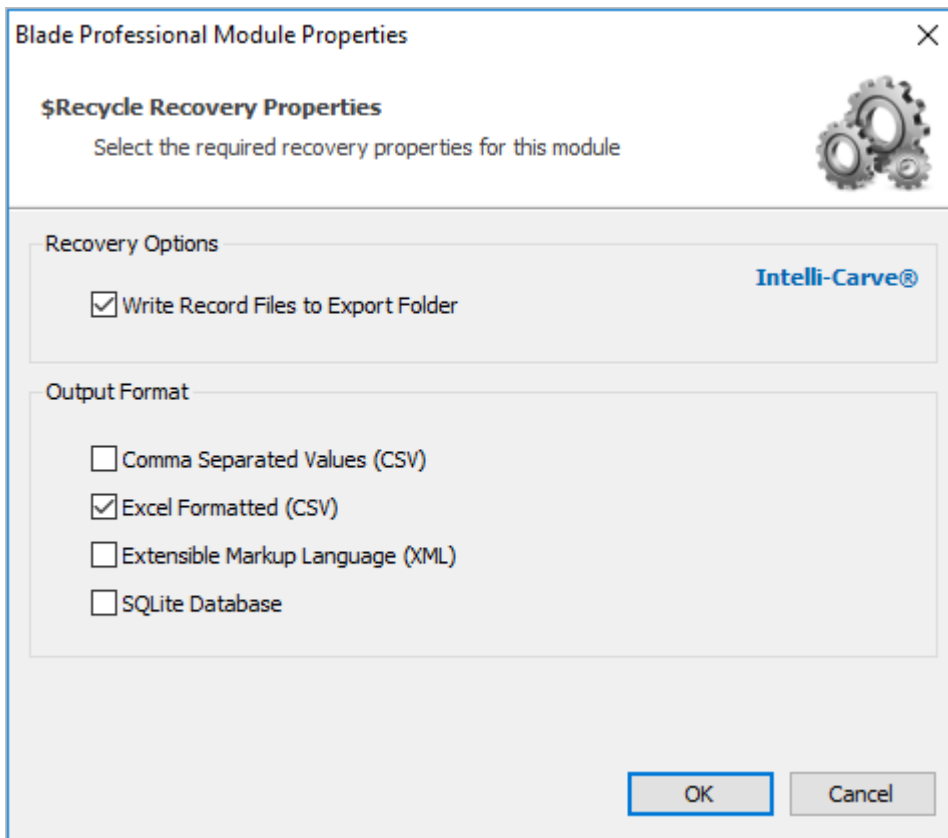 Blade Professional Module Properties
$Recycle Recovery Properties
Select the required recovery properties for this module
Recovery Options
Intelli-Carve®
Write Record Files to Export Folder
Output Format
Comma Separated Values (CSV)
Excel Formatted (CSV)
Extensible Markup Language (XML)
SQLite Database
OK Cancel